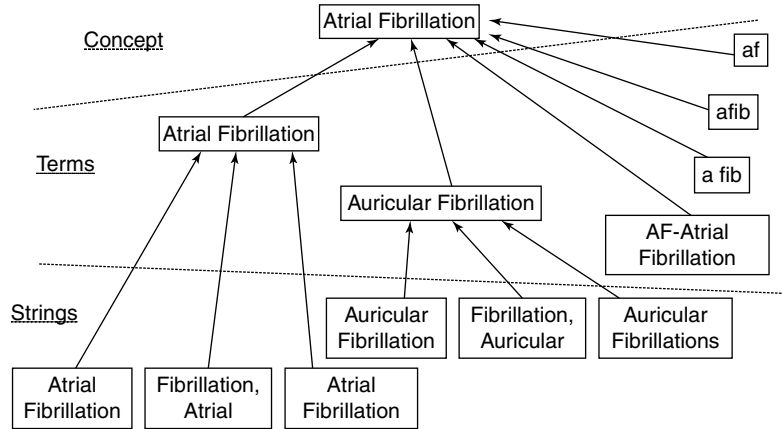 Atrial Fibrillation
Concept
af
afib
Atrial Fibrillation
Terms
a fib
Auricular Fibrillation
AF-Atrial
Fibrillation
Strings
Auricular
Fibrillation
Fibrillation,
Auricular
Auricular
Fibrillations
Atrial
Fibrillation
Fibrillation,
Atrial
Atrial
Fibrillation